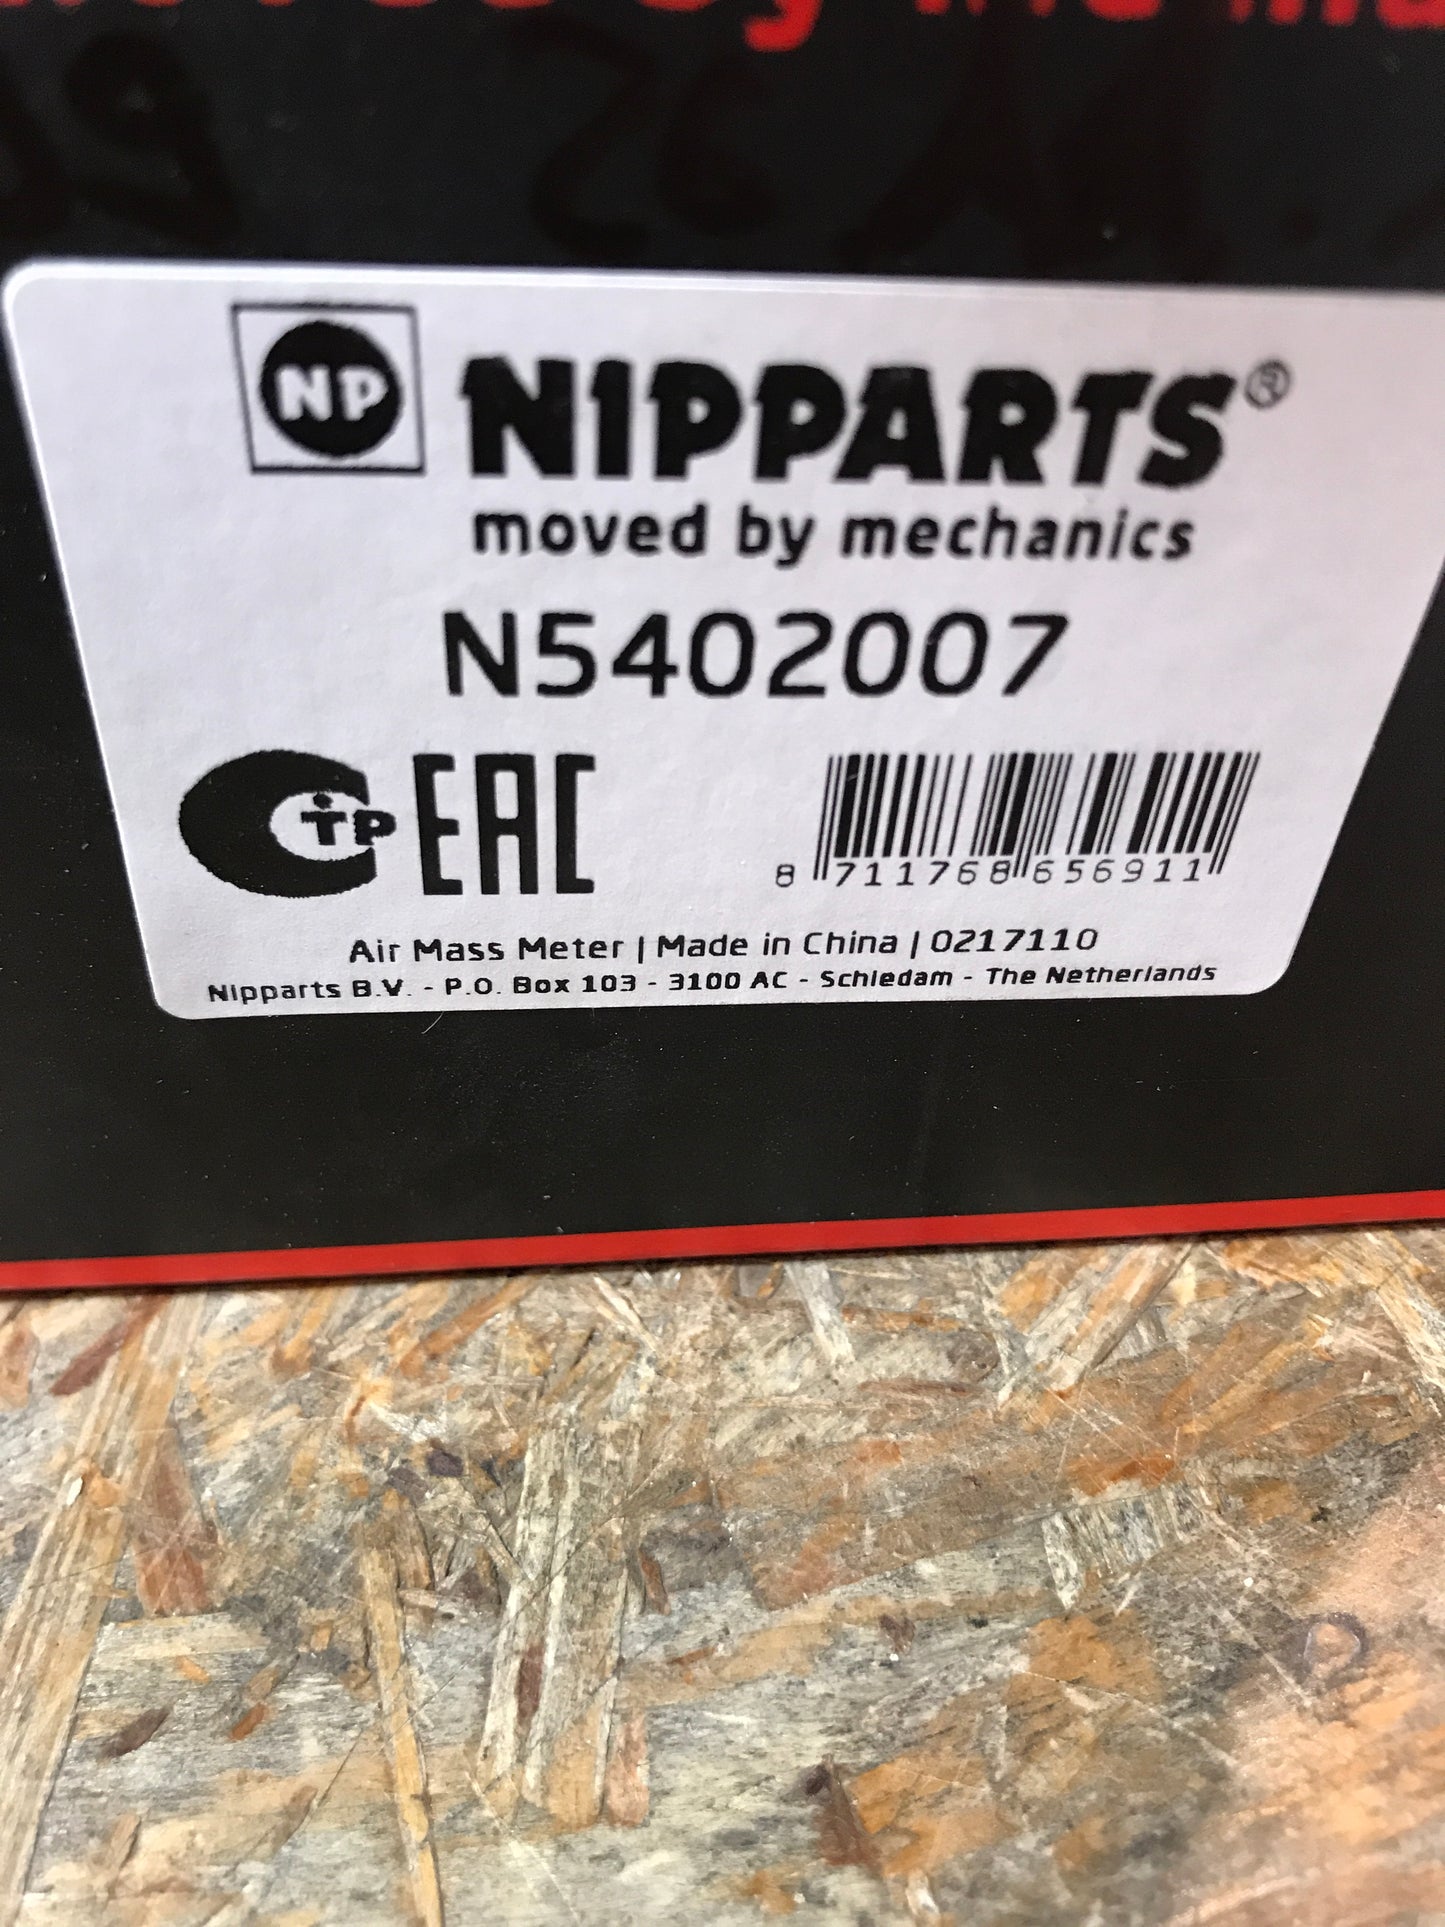 NP NIPPARTS®
moved by mechanics
N5402007
EAC
8 711768 656911
Air Mass Meter | Made in China | 0217110
Nipparts B.V. - P.O. Box 103 - 3100 AC - Schiedam - The Netherlands